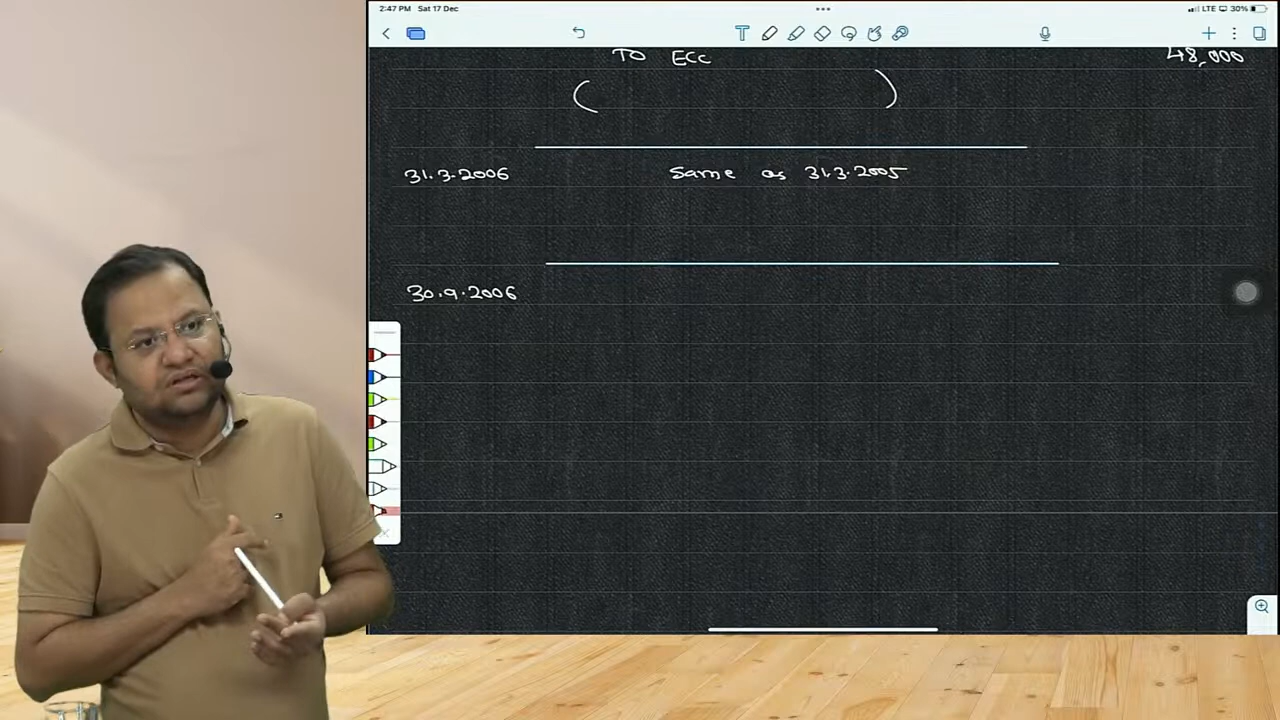 2:47 PM Sat 17 Dec
LTE 30%
T
TO ECC 48,000
( )
31.3.2006 Same as 31.3.2005
30.9.2006